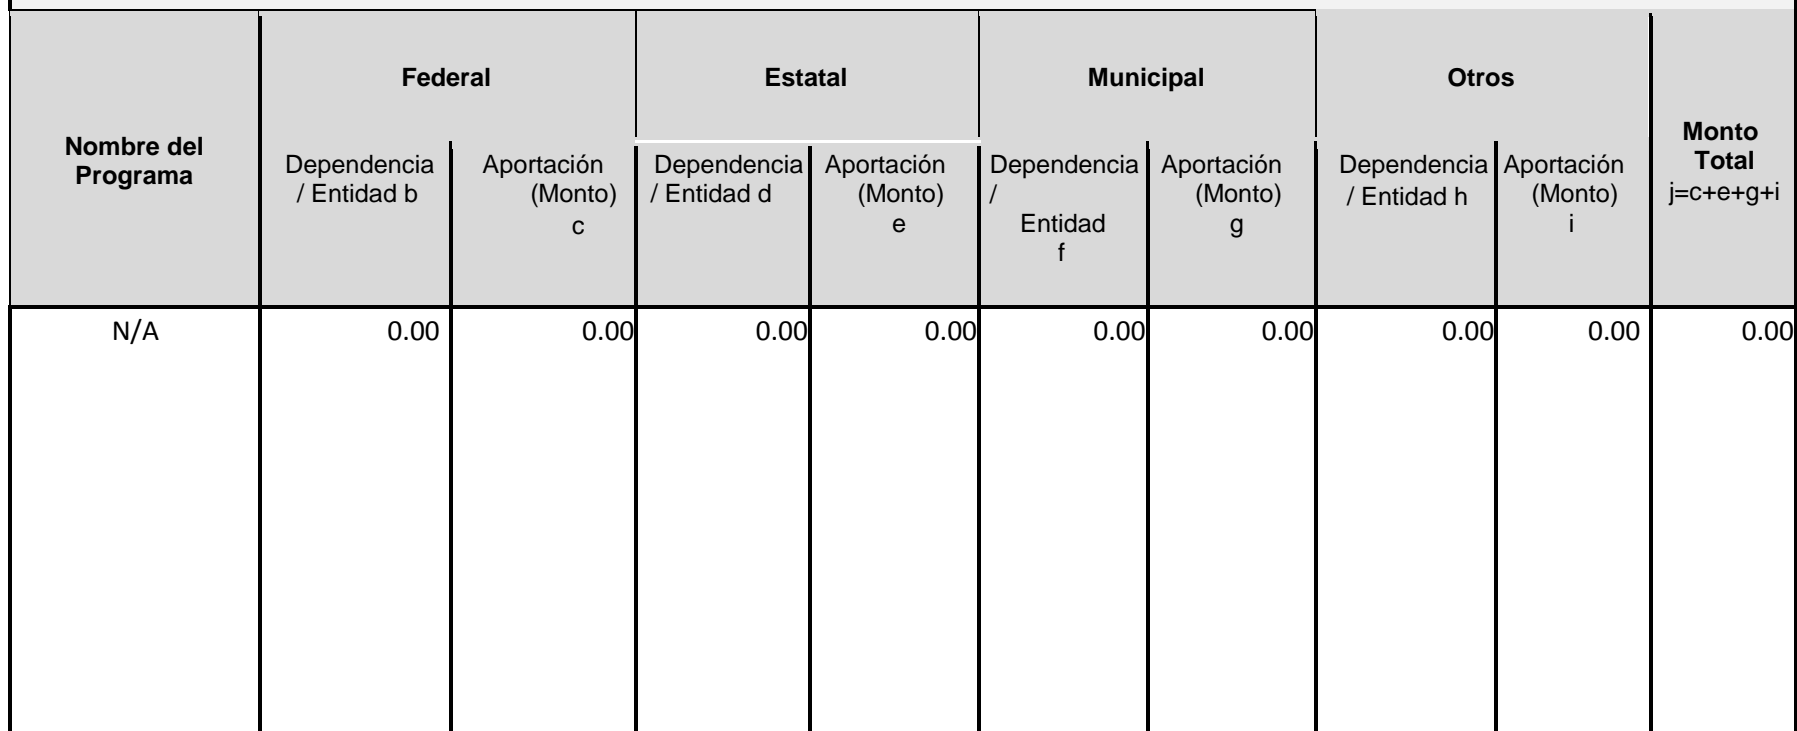 Nombre del
Programa
Federal
Estatal
Municipal
Otros
Monto
Total
j=c+e+g+i
Dependencia
/ Entidad b
Aportación
(Monto)
c
Dependencia
/ Entidad d
Aportación
(Monto)
e
Dependencia
/
Entidad
f
Aportación
(Monto)
g
Dependencia
/ Entidad h
Aportación
(Monto)
i
N/A 0.00 0.00 0.00 0.00 0.00 0.00 0.00 0.00 0.00